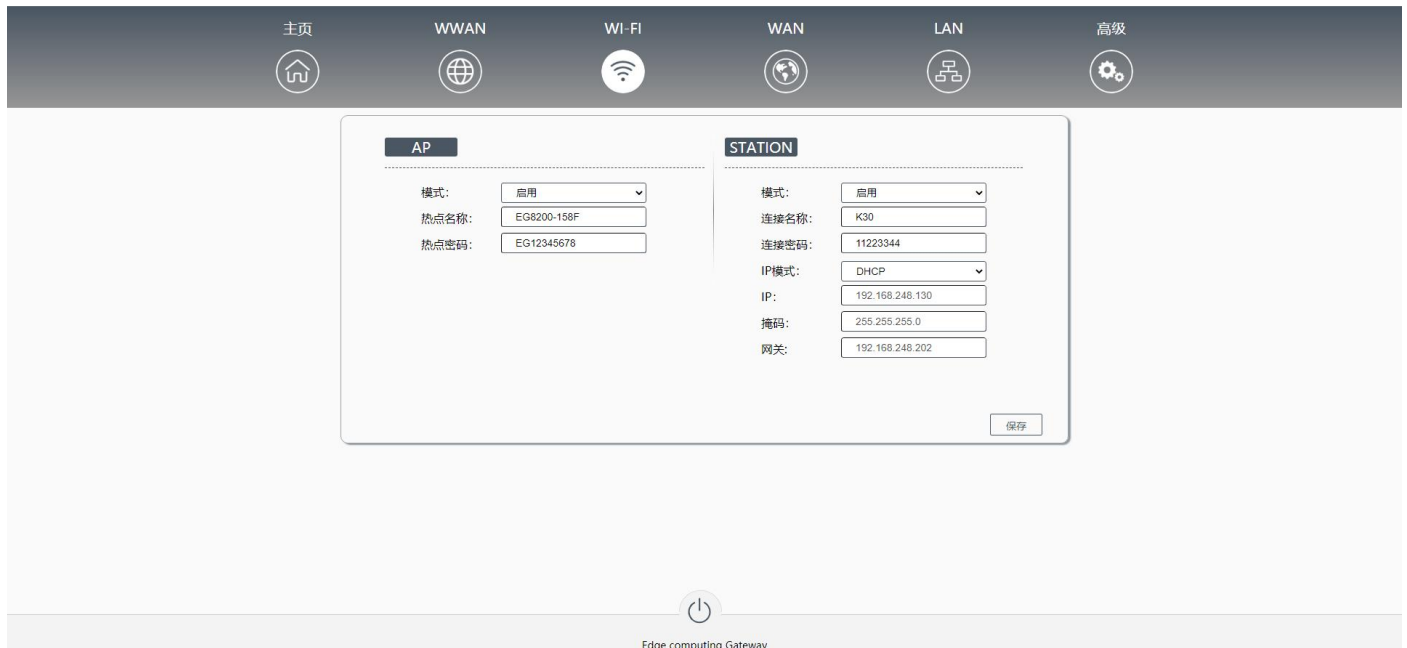 主页 WWAN WI-FI WAN LAN 高级
AP
模式: 启用
热点名称: EG8200-158F
热点密码: EG12345678
STATION
模式: 启用
连接名称: K30
连接密码: 11223344
IP模式: DHCP
IP: 192.168.248.130
掩码: 255.255.255.0
网关: 192.168.248.202
保存
Edge computing Gateway